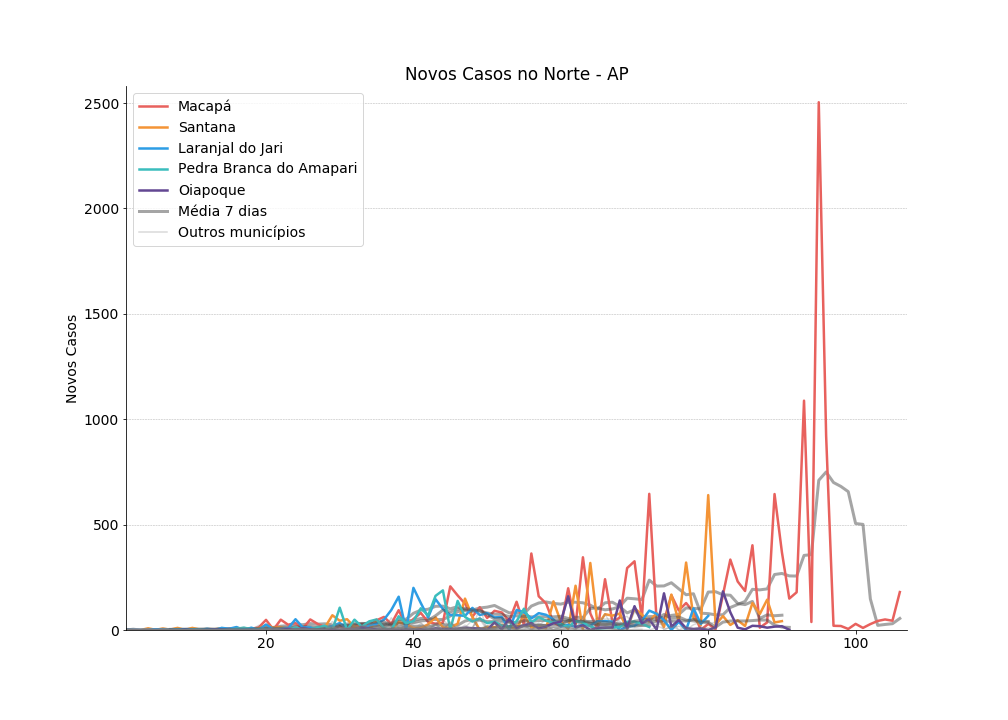 Novos Casos no Norte - AP
Macapá
Santana
Laranjal do Jari
Pedra Branca do Amapari
Oiapoque
Média 7 dias
Outros municípios
Novos Casos
2500
2000
1500
1000
500
0
20
40
60
80
100
Dias após o primeiro confirmado